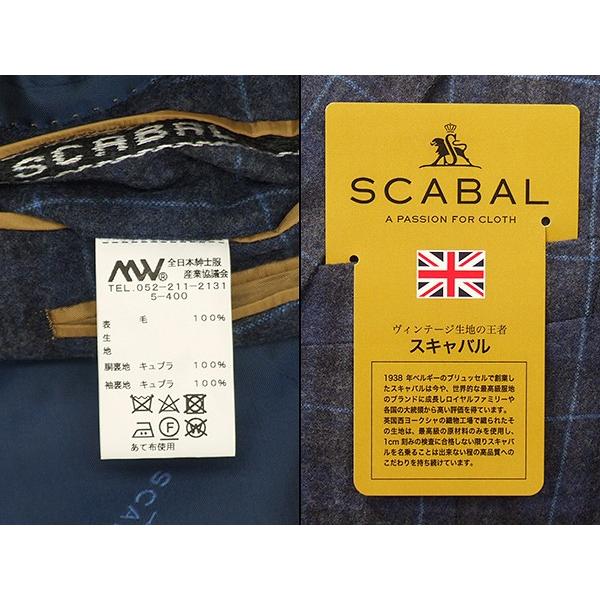 SCABAL
MW®
全日本紳士服
産業協議会
TEL.052-211-2131
5-400
表 毛 100%
生
地
胴裏地 キュプラ 100%
袖裏地 キュプラ 100%
F
W
あて布使用
SCA
SCABAL
A PASSION FOR CLOTH
ヴィンテージ生地の王者
スキャバル
1938 年ベルギーのブリュッセルで創業し
たスキャバルは今や、世界的な最高級服地
のブランドに成長しロイヤルファミリーや
各国の大統領から高い評価を得ています。
英国西ヨークシャの織物工場で織られたそ
の生地は、最高級の原材料のみを使用し、
1cm 刻みの検査に合格しない限りスキャバ
ルを名乗ることは出来ない程の高品質への
こだわりを持ち続けています。